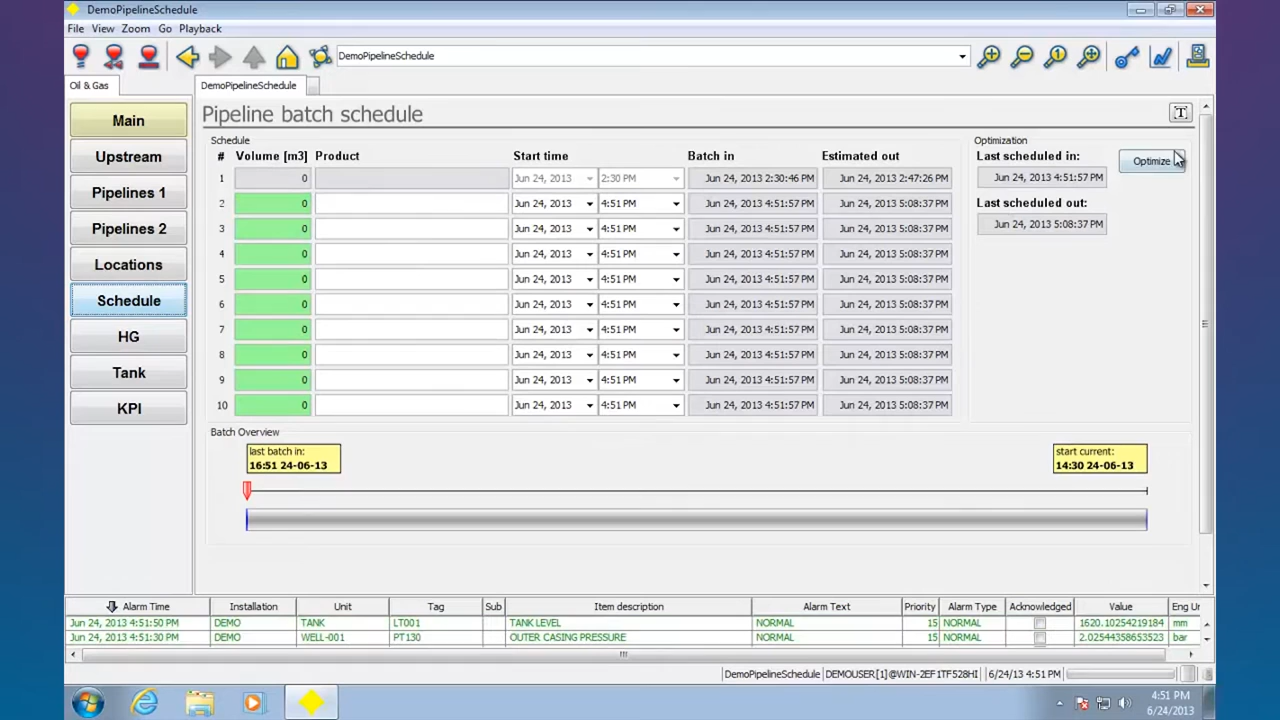 DemoPipelineSchedule
File View Zoom Go Playback
DemoPipelineSchedule
Oil & Gas
DemoPipelineSchedule
Main
Upstream
Pipelines 1
Pipelines 2
Locations
Schedule
HG
Tank
KPI
Pipeline batch schedule
Schedule
# Volume [m3] Product Start time Batch in Estimated out
1 0 Jun 24, 2013 2:30 PM Jun 24, 2013 2:30:46 PM Jun 24, 2013 2:47:26 PM
2 0 Jun 24, 2013 4:51 PM Jun 24, 2013 4:51:57 PM Jun 24, 2013 5:08:37 PM
3 0 Jun 24, 2013 4:51 PM Jun 24, 2013 4:51:57 PM Jun 24, 2013 5:08:37 PM
4 0 Jun 24, 2013 4:51 PM Jun 24, 2013 4:51:57 PM Jun 24, 2013 5:08:37 PM
5 0 Jun 24, 2013 4:51 PM Jun 24, 2013 4:51:57 PM Jun 24, 2013 5:08:37 PM
6 0 Jun 24, 2013 4:51 PM Jun 24, 2013 4:51:57 PM Jun 24, 2013 5:08:37 PM
7 0 Jun 24, 2013 4:51 PM Jun 24, 2013 4:51:57 PM Jun 24, 2013 5:08:37 PM
8 0 Jun 24, 2013 4:51 PM Jun 24, 2013 4:51:57 PM Jun 24, 2013 5:08:37 PM
9 0 Jun 24, 2013 4:51 PM Jun 24, 2013 4:51:57 PM Jun 24, 2013 5:08:37 PM
10 0 Jun 24, 2013 4:51 PM Jun 24, 2013 4:51:57 PM Jun 24, 2013 5:08:37 PM
Optimization
Last scheduled in:
Jun 24, 2013 4:51:57 PM
Optimize
Last scheduled out:
Jun 24, 2013 5:08:37 PM
Batch Overview
last batch in:
16:51 24-06-13
start current:
14:30 24-06-13
Alarm Time Installation Unit Tag Sub Item description Alarm Text Priority Alarm Type Acknowledged Value Eng Ur
Jun 24, 2013 4:51:50 PM DEMO TANK LT001 TANK LEVEL NORMAL 15 NORMAL 1620.10254219184 mm
Jun 24, 2013 4:51:30 PM DEMO WELL-001 PT130 OUTER CASING PRESSURE NORMAL 15 NORMAL 2.02544358653523 bar
DemoPipelineSchedule DEMOUSER[1]@WIN-2EF1TF528HI 6/24/13 4:51 PM
4:51 PM
6/24/2013